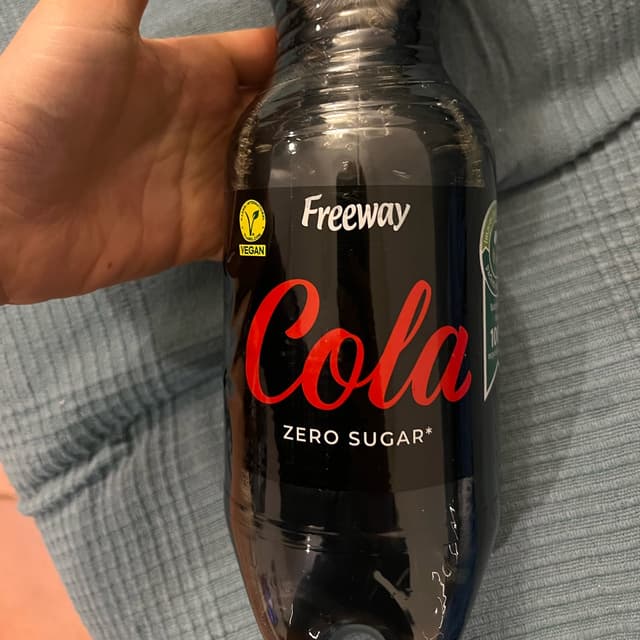 Freeway
VEGAN
Cola
ZERO SUGAR*